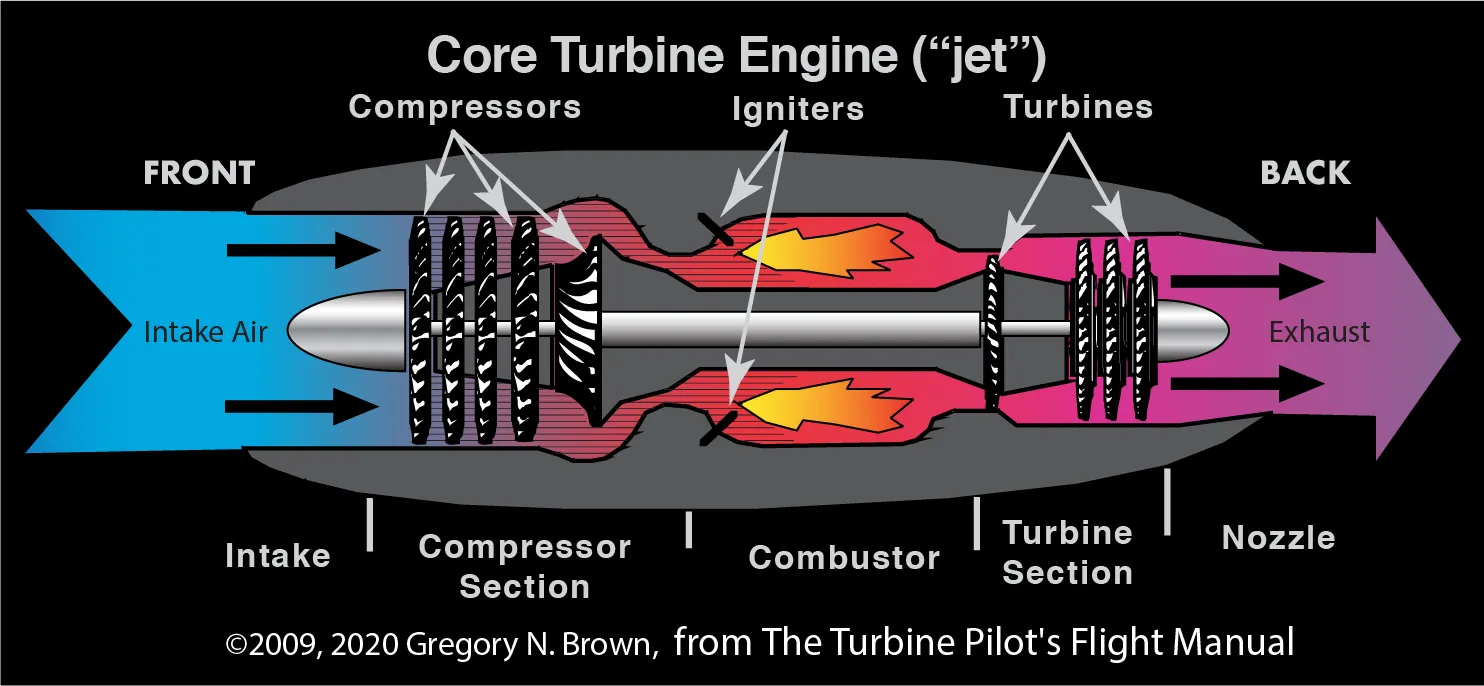 Core Turbine Engine (“jet”)
Compressors
Igniters
Turbines
FRONT
BACK
Intake Air
Exhaust
Intake
Compressor
Section
Combustor
Turbine
Section
Nozzle
©2009, 2020 Gregory N. Brown, from The Turbine Pilot's Flight Manual